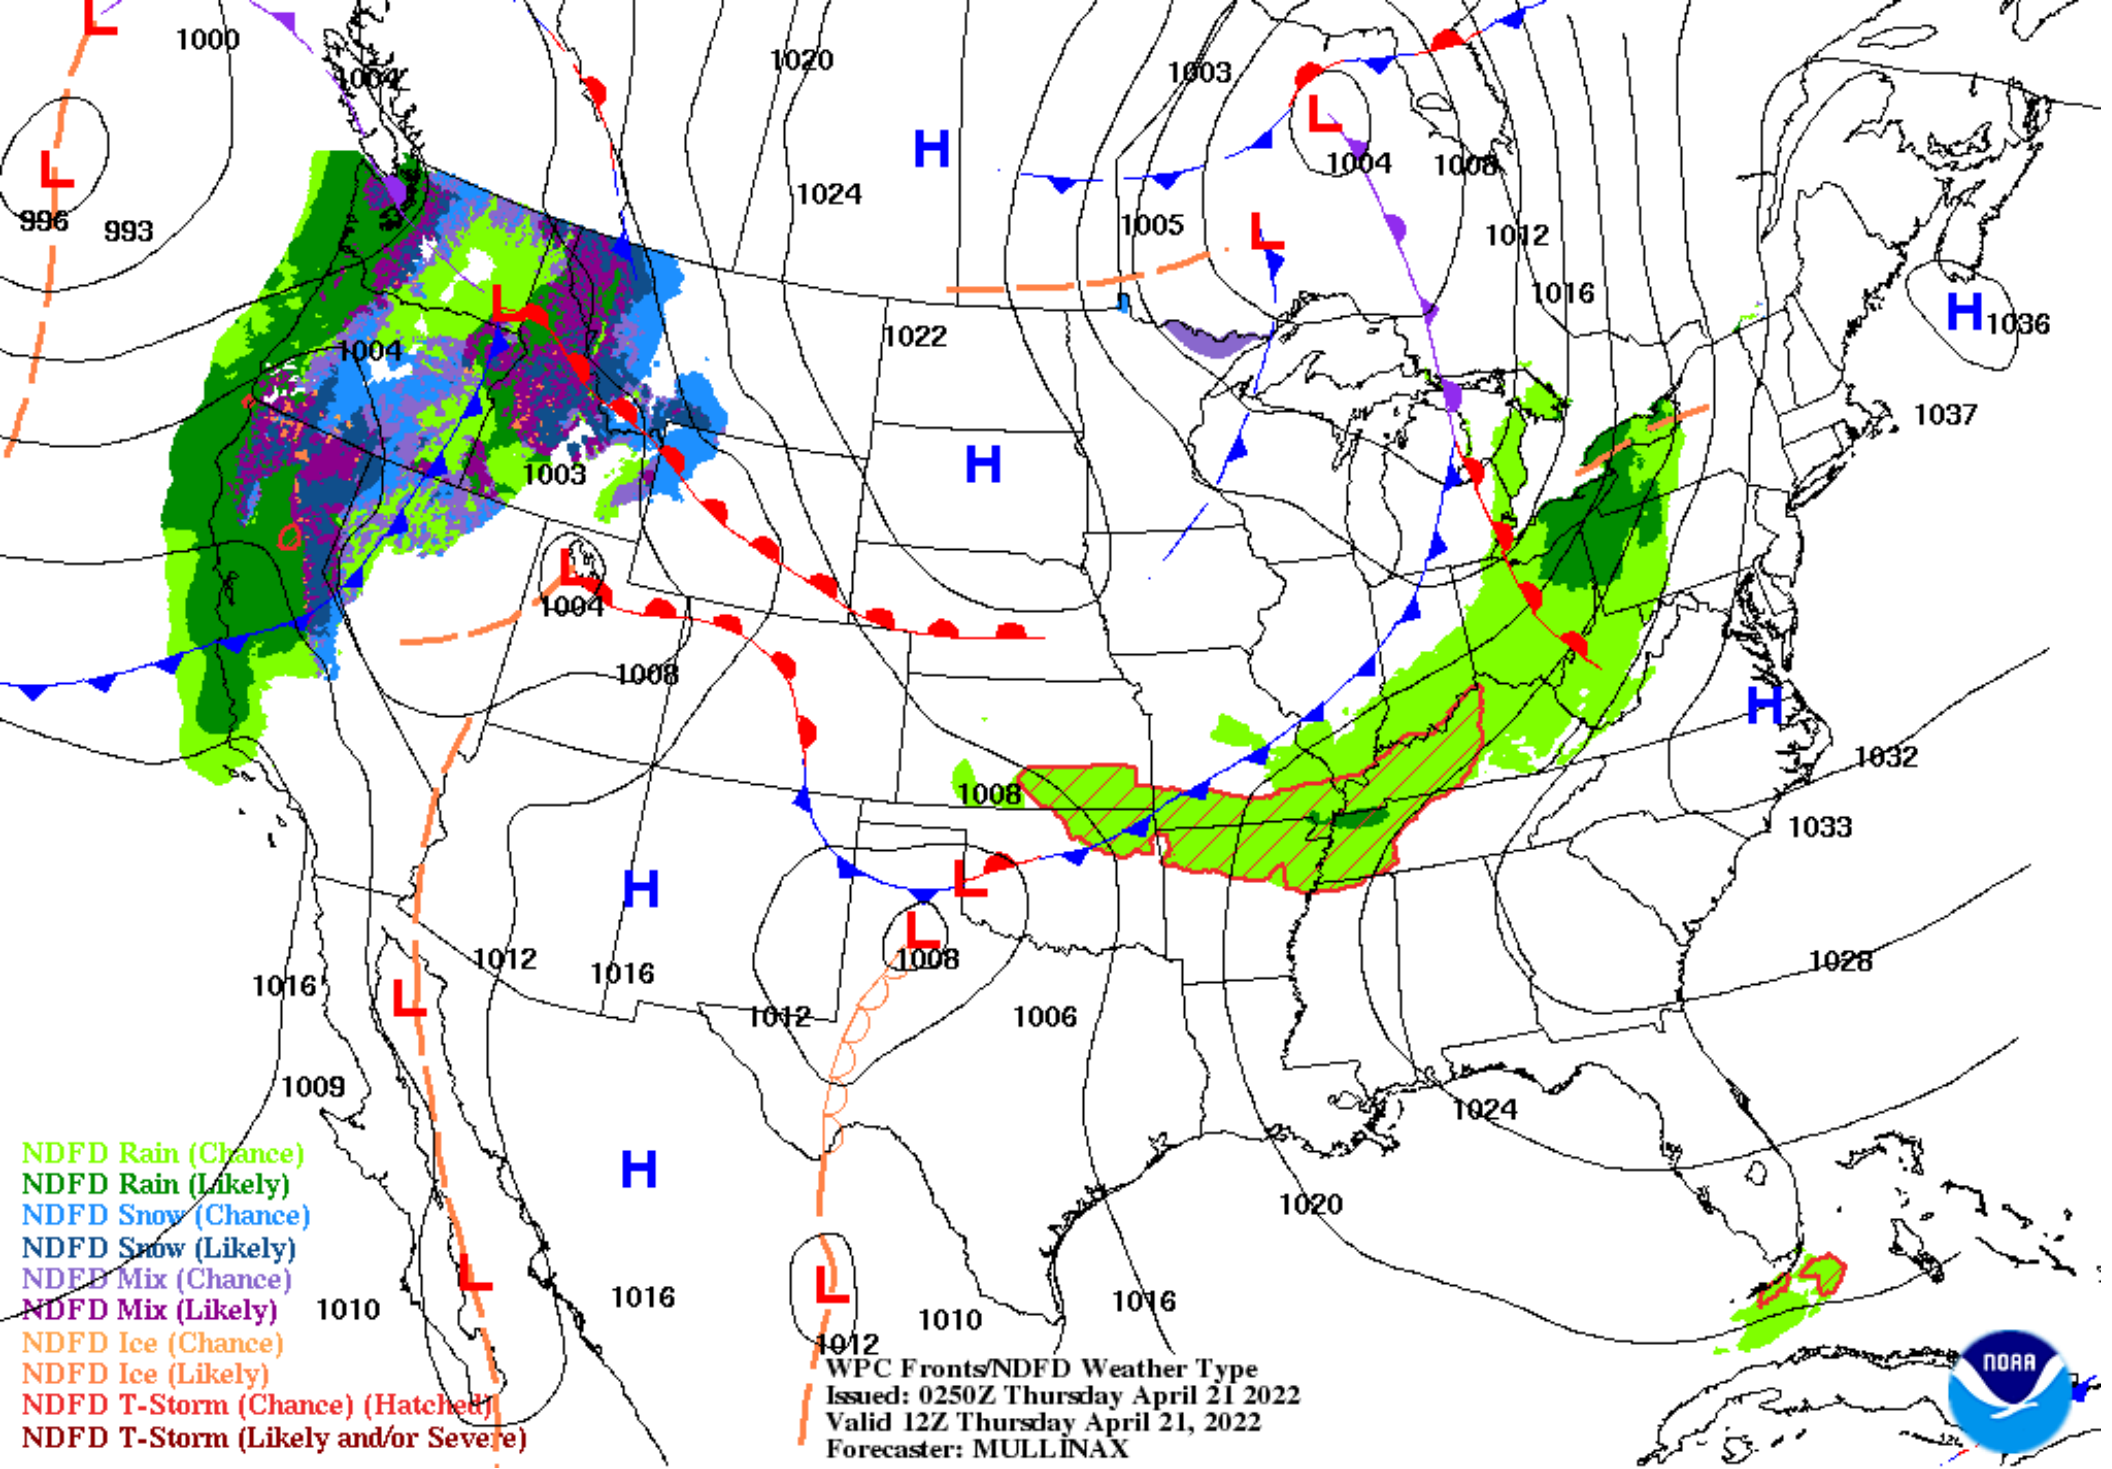 L
1000
1004
1020
1003
L
H
1004
1008
1024
L
996
993
1005
L
1012
L
1016
H
1036
1022
1004
1037
H
1003
L
1004
1008
H
1032
1008
1033
H
L
L
1008
1012
1016
1028
1016
L
1012
1006
1009
1024
H
1020
L
1016
L
1016
1010
1010
1012
NDFD Rain (Chance)
NDFD Rain (Likely)
NDFD Snow (Chance)
NDFD Snow (Likely)
NDFD Mix (Chance)
NDFD Mix (Likely)
NDFD Ice (Chance)
NDFD Ice (Likely)
NDFD T-Storm (Chance) (Hatched)
NDFD T-Storm (Likely and/or Severe)
WPC Fronts/NDFD Weather Type
Issued: 0250Z Thursday April 21 2022
Valid 12Z Thursday April 21, 2022
Forecaster: MULLINAX
NOAA